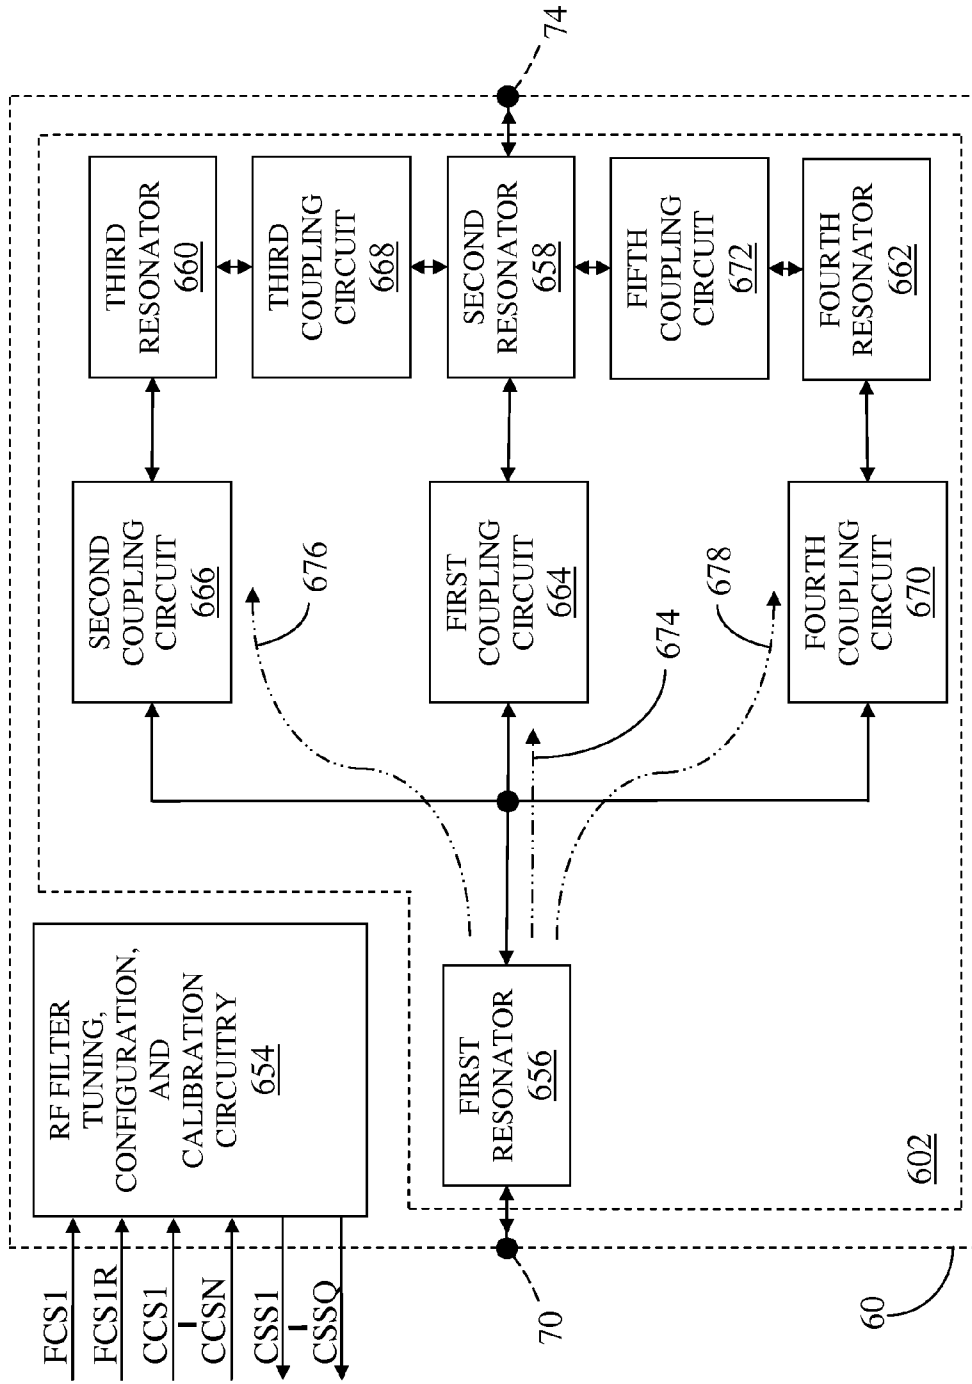 FCS1
FCS1R
CCS1
CCSN
CSS1
CSSQ
RF FILTER
TUNING,
CONFIGURATION,
AND
CALIBRATION
CIRCUITRY
654
SECOND
COUPLING
CIRCUIT
666
THIRD
RESONATOR
660
THIRD
COUPLING
CIRCUIT
668
676
70
FIRST
RESONATOR
656
FIRST
COUPLING
CIRCUIT
664
SECOND
RESONATOR
658
74
674
678
FIFTH
COUPLING
CIRCUIT
672
FOURTH
COUPLING
CIRCUIT
670
FOURTH
RESONATOR
662
602
60